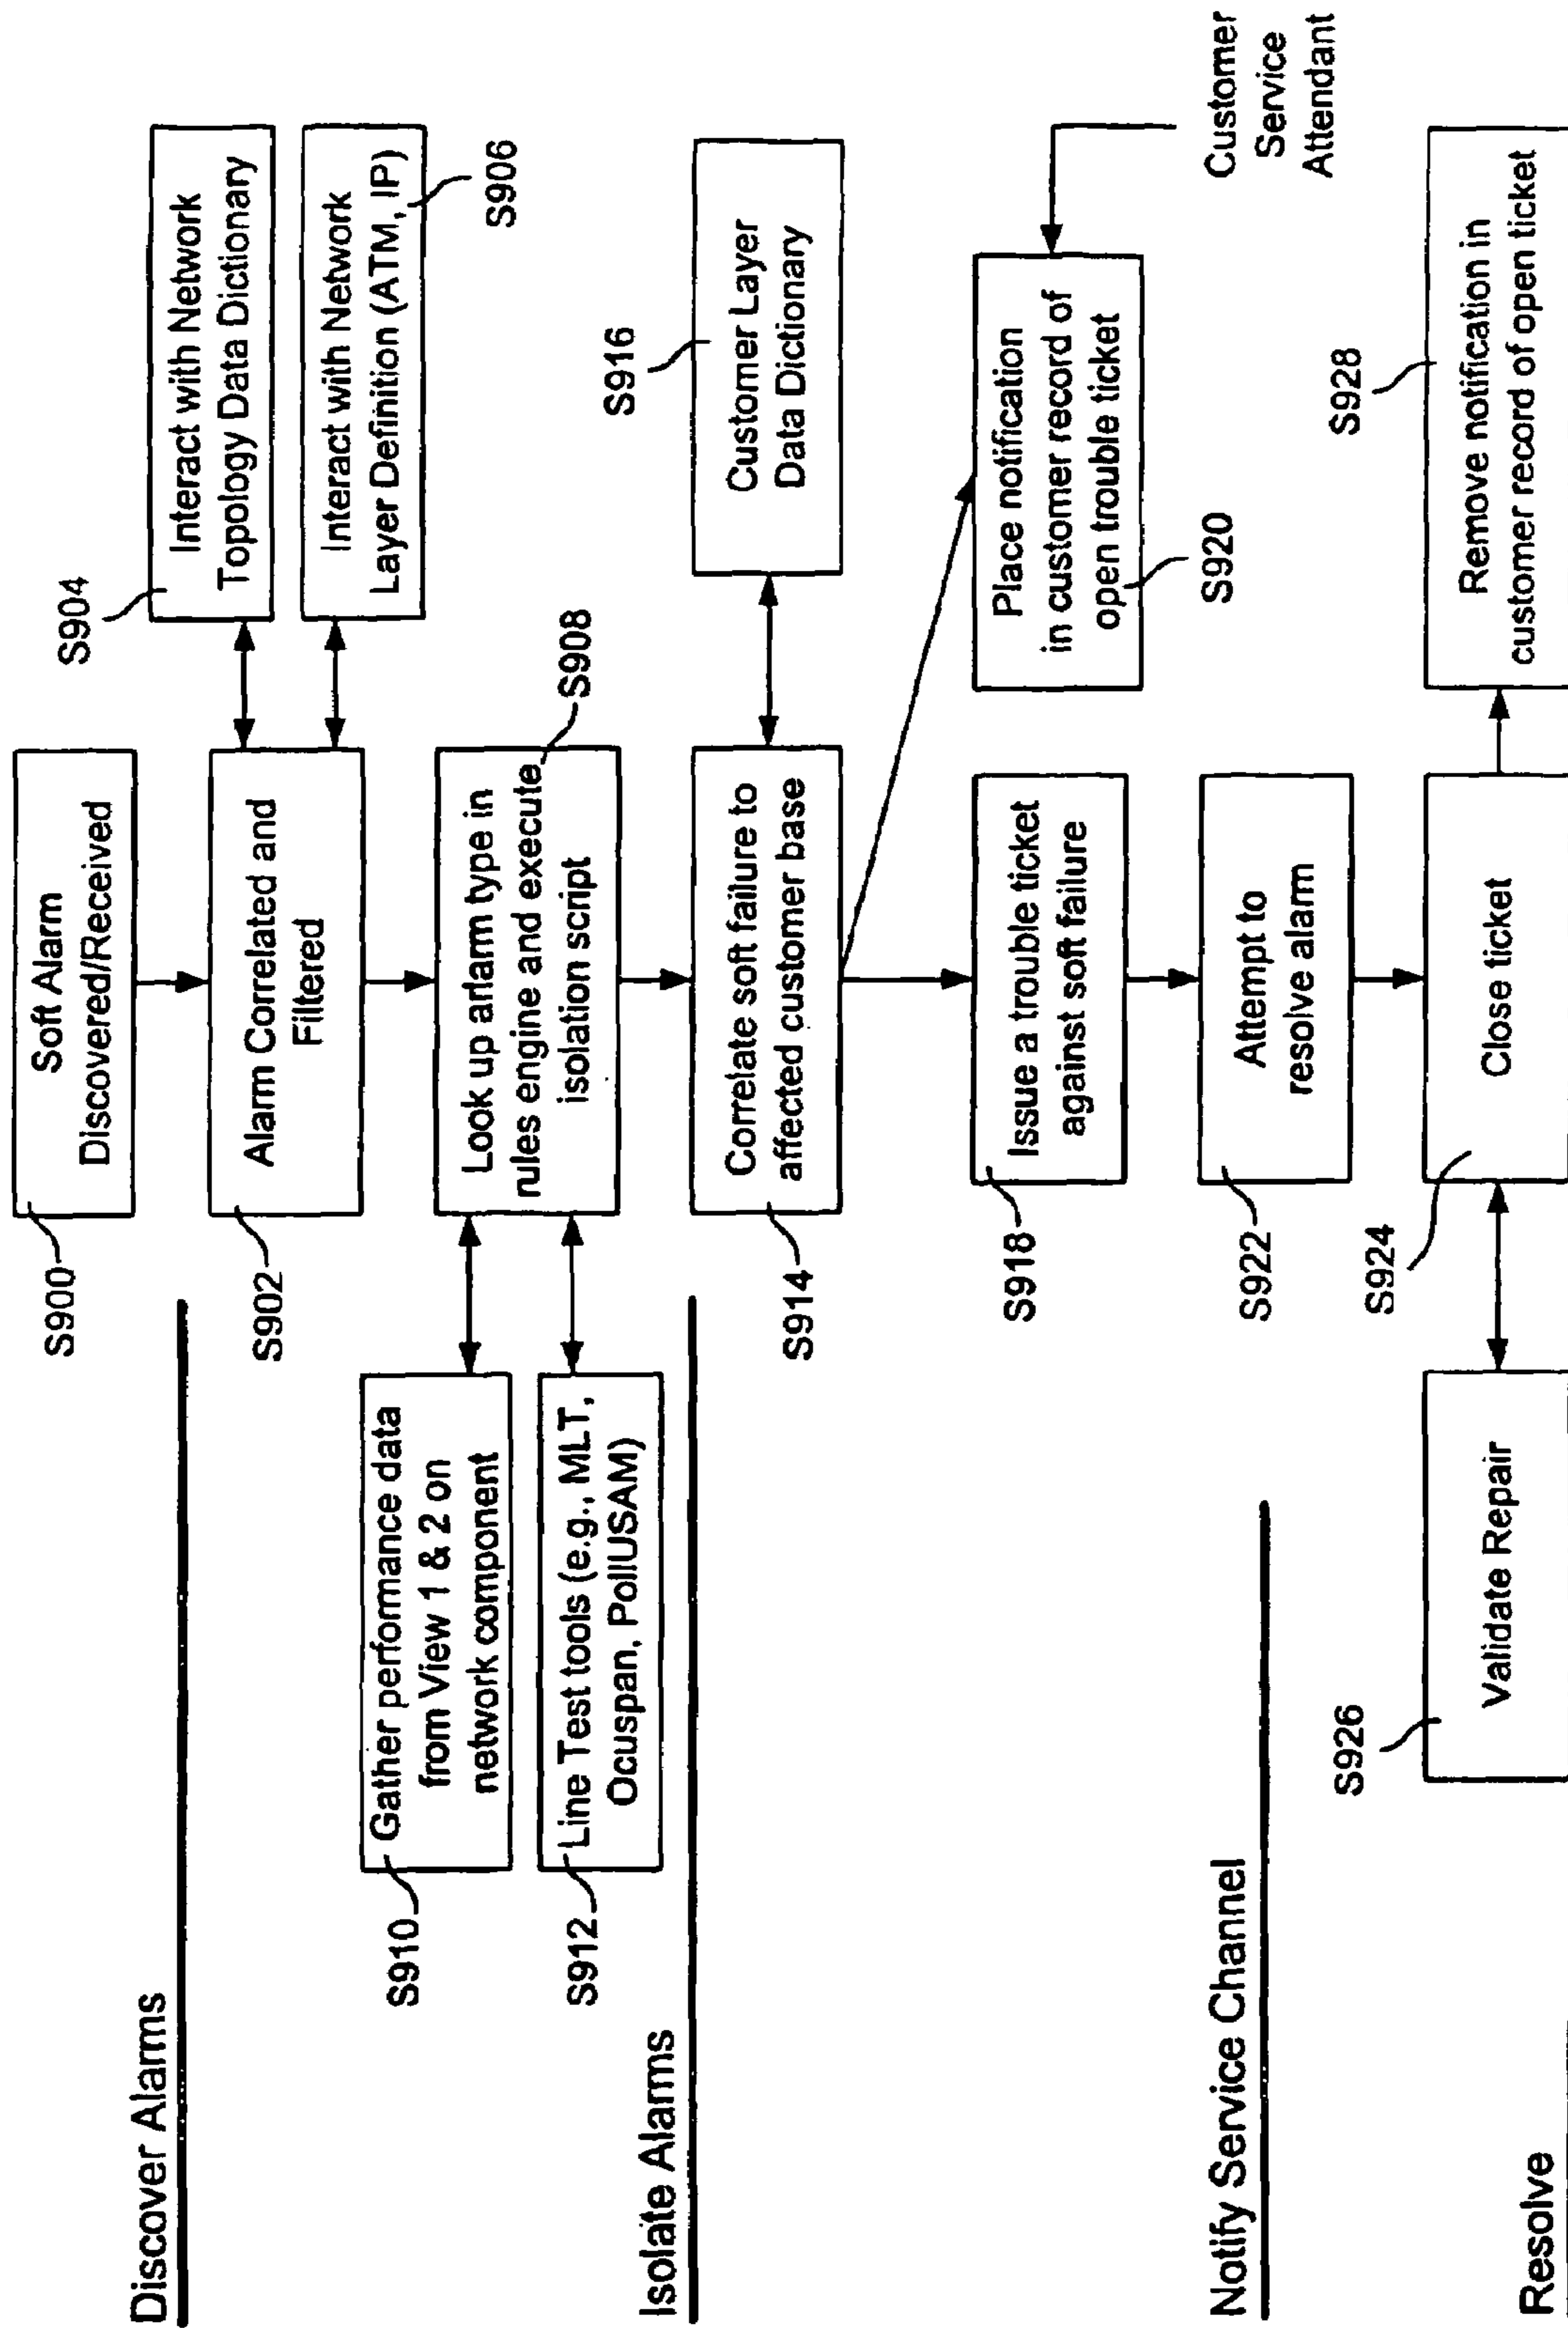 Discover Alarms
S900
Soft Alarm
Discovered/Received
S902
Alarm Correlated and
Filtered
S904
Interact with Network
Topology Data Dictionary
Interact with Network
Layer Definition (ATM, IP)
S906
Isolate Alarms
S910
Gather performance data
from View 1 & 2 on
network component
S912
Line Test tools (e.g., MLT,
Ocuspan, PollUSAM)
Look up arlarm type in
rules engine and execute
isolation script
S908
Notify Service Channel
S914
Correlate soft failure to
affected customer base
S916
Customer Layer
Data Dictionary
S918
Issue a trouble ticket
against soft failure
Place notification
in customer record of
open trouble ticket
S920
Customer
Service
Attendant
Resolve
S922
Attempt to
resolve alarm
S924
Close ticket
S926
Validate Repair
S928
Remove notification in
customer record of open ticket